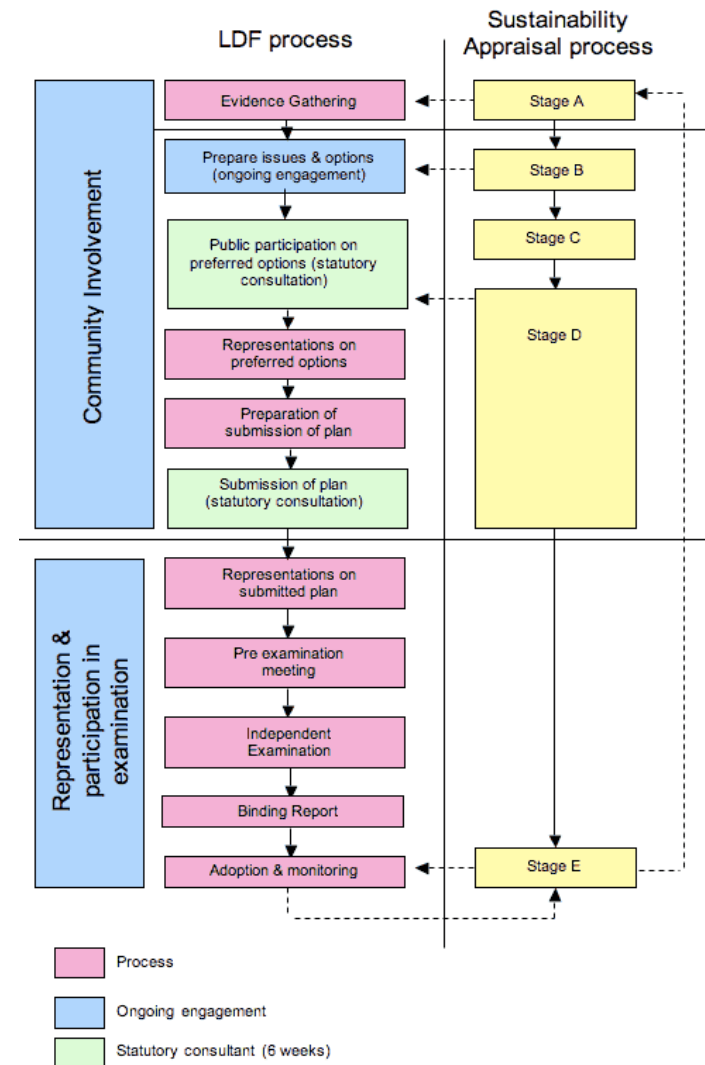 LDF process
Sustainability
Appraisal process
Community Involvement
Evidence Gathering
Stage A
Prepare issues & options
(ongoing engagement)
Stage B
Public participation on
preferred options (statutory
consultation)
Stage C
Stage D
Representations on
preferred options
Preparation of
submission of plan
Submission of plan
(statutory consultation)
Representation &
participation in
examination
Representations on
submitted plan
Pre examination
meeting
Independent
Examination
Binding Report
Adoption & monitoring
Stage E
Process
Ongoing engagement
Statutory consultant (6 weeks)